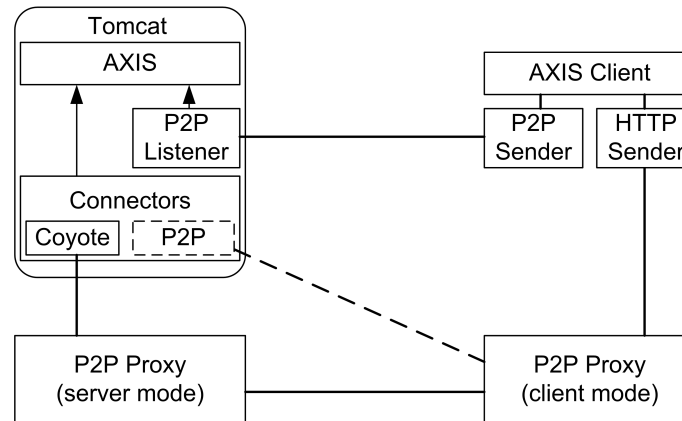 Tomcat
AXIS
P2P
Listener
Connectors
Coyote
P2P
AXIS Client
P2P
Sender
HTTP
Sender
P2P Proxy
(server mode)
P2P Proxy
(client mode)